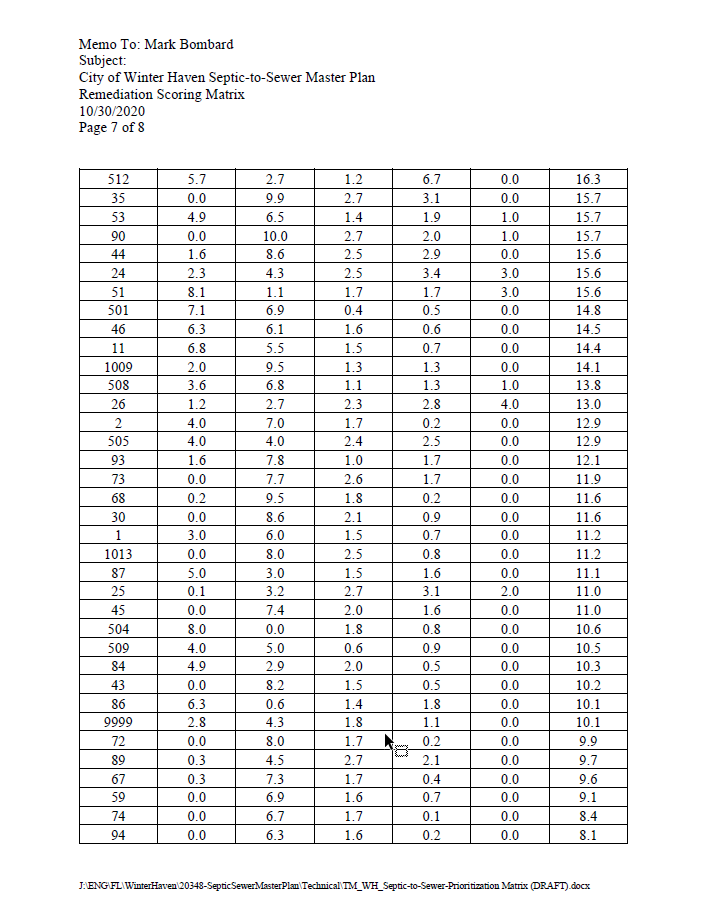 Memo To: Mark Bombard
Subject:
City of Winter Haven Septic-to-Sewer Master Plan
Remediation Scoring Matrix
10/30/2020
Page 7 of 8
512 5.7 2.7 1.2 6.7 0.0 16.3
35 0.0 9.9 2.7 3.1 0.0 15.7
53 4.9 6.5 1.4 1.9 1.0 15.7
90 0.0 10.0 2.7 2.0 1.0 15.7
44 1.6 8.6 2.5 2.9 0.0 15.6
24 2.3 4.3 2.5 3.4 3.0 15.6
51 8.1 1.1 1.7 1.7 3.0 15.6
501 7.1 6.9 0.4 0.5 0.0 14.8
46 6.3 6.1 1.6 0.6 0.0 14.5
11 6.8 5.5 1.5 0.7 0.0 14.4
1009 2.0 9.5 1.3 1.3 0.0 14.1
508 3.6 6.8 1.1 1.3 1.0 13.8
26 1.2 2.7 2.3 2.8 4.0 13.0
2 4.0 7.0 1.7 0.2 0.0 12.9
505 4.0 4.0 2.4 2.5 0.0 12.9
93 1.6 7.8 1.0 1.7 0.0 12.1
73 0.0 7.7 2.6 1.7 0.0 11.9
68 0.2 9.5 1.8 0.2 0.0 11.6
30 0.0 8.6 2.1 0.9 0.0 11.6
1 3.0 6.0 1.5 0.7 0.0 11.2
1013 0.0 8.0 2.5 0.8 0.0 11.2
87 5.0 3.0 1.5 1.6 0.0 11.1
25 0.1 3.2 2.7 3.1 2.0 11.0
45 0.0 7.4 2.0 1.6 0.0 11.0
504 8.0 0.0 1.8 0.8 0.0 10.6
509 4.0 5.0 0.6 0.9 0.0 10.5
84 4.9 2.9 2.0 0.5 0.0 10.3
43 0.0 8.2 1.5 0.5 0.0 10.2
86 6.3 0.6 1.4 1.8 0.0 10.1
9999 2.8 4.3 1.8 1.1 0.0 10.1
72 0.0 8.0 1.7 0.2 0.0 9.9
89 0.3 4.5 2.7 2.1 0.0 9.7
67 0.3 7.3 1.7 0.4 0.0 9.6
59 0.0 6.9 1.6 0.7 0.0 9.1
74 0.0 6.7 1.7 0.1 0.0 8.4
94 0.0 6.3 1.6 0.2 0.0 8.1
J:\ENG\FL\WinterHaven\20348-SepticSewerMasterPlan\Technical\TM_WH_Septic-to-Sewer-Prioritization Matrix (DRAFT).docx